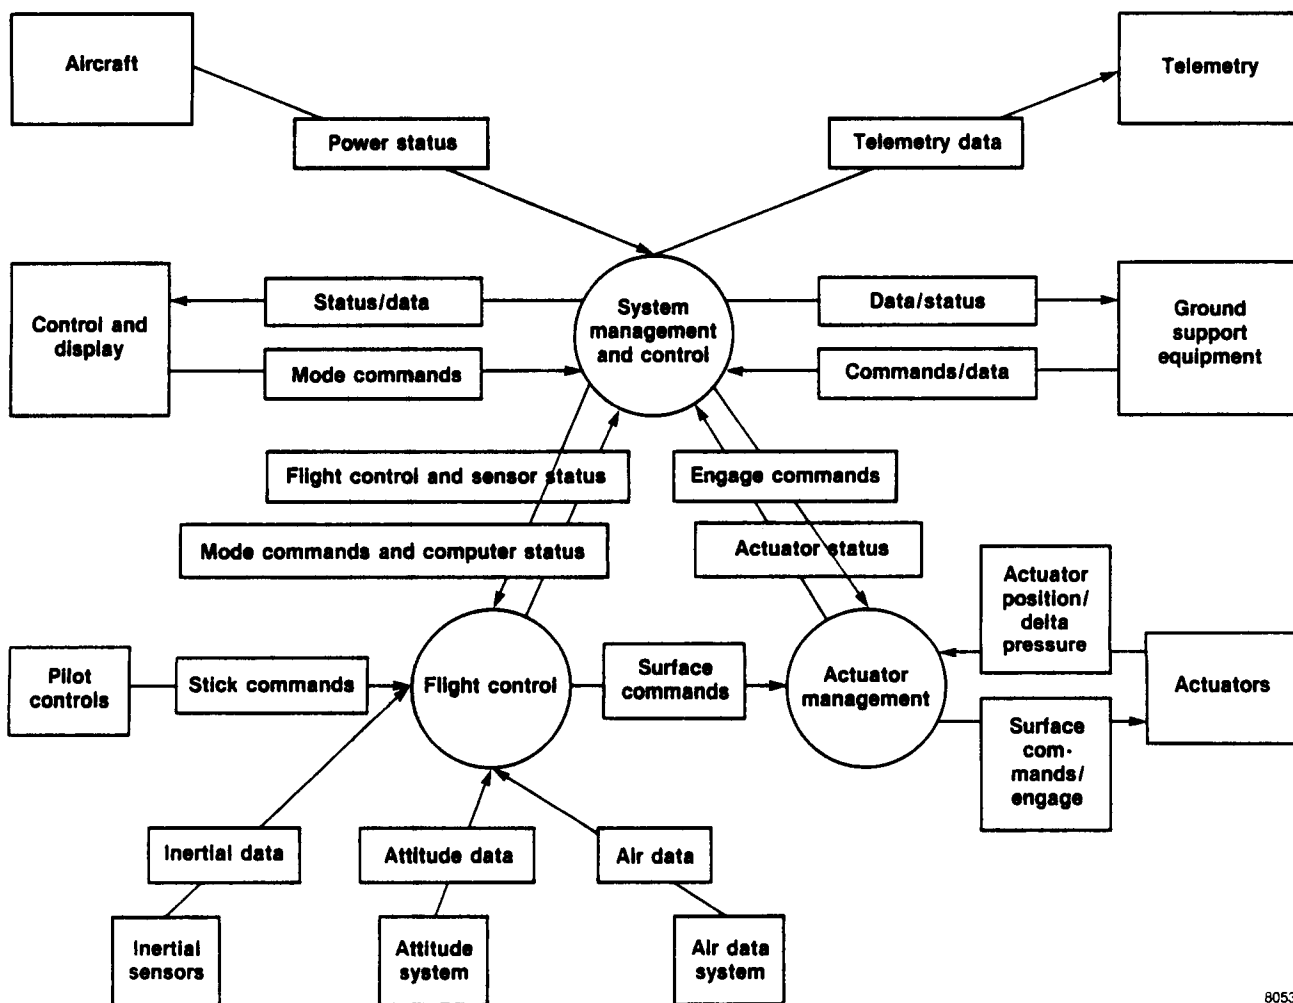 Aircraft
Telemetry
Power status
Telemetry data
Control and
display
Status/data
Mode commands
System
management
and control
Data/status
Commands/data
Ground
support
equipment
Flight control and sensor status
Engage commands
Mode commands and computer status
Actuator status
Pilot
controls
Stick commands
Flight control
Surface
commands
Actuator
management
Actuator
position/
delta
pressure
Surface
com-
mands/
engage
Actuators
Inertial data
Attitude data
Air data
Inertial
sensors
Attitude
system
Air data
system
8053